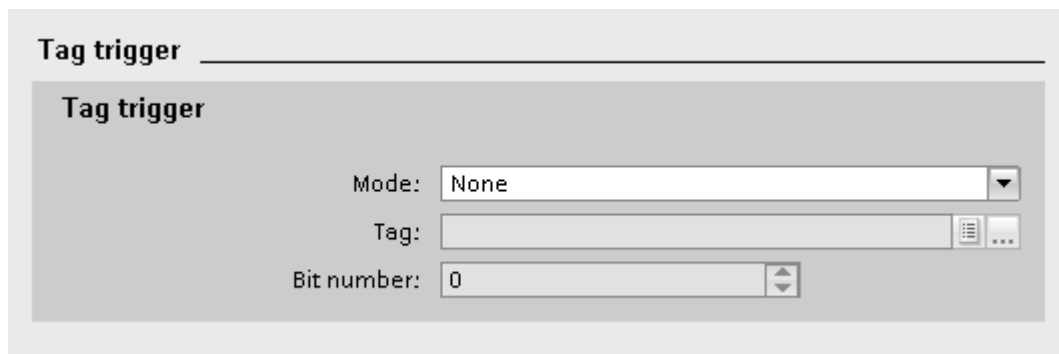 Tag trigger
Tag trigger
Mode: None
Tag:
...
Bit number: 0